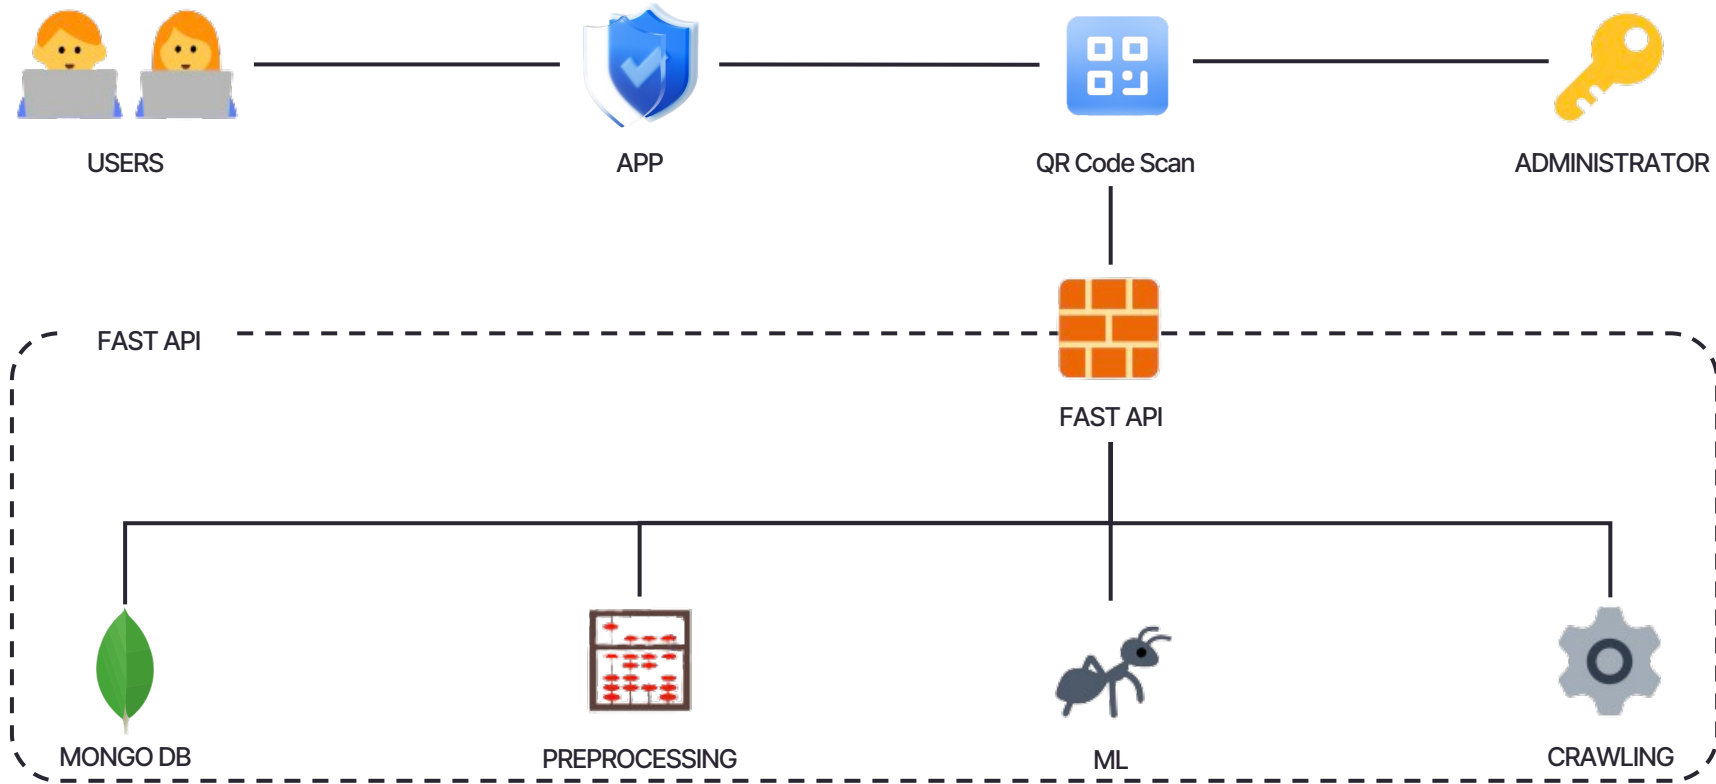 USERS
APP
QR Code Scan
ADMINISTRATOR
FAST API
FAST API
MONGO DB
PREPROCESSING
ML
CRAWLING